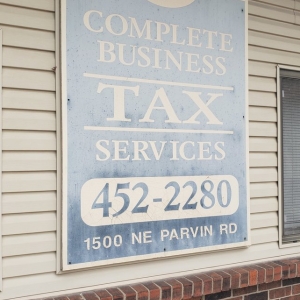 COMPLETE
BUSINESS
TAX
SERVICES
452-2280
1500 NE PARVIN RD